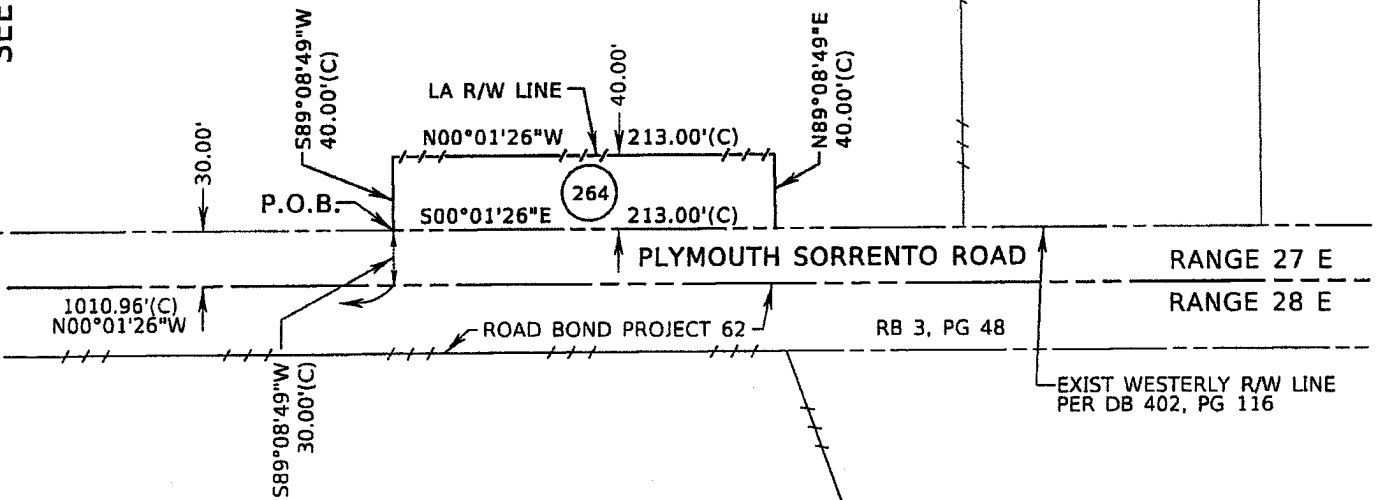 SEE
S89°08'49"W
40.00'(C)
LA R/W LINE
40.00'
N89°08'49"E
40.00'(C)
30.00'
N00°01'26"W
213.00'(C)
264
P.O.B.
S00°01'26"E
213.00'(C)
PLYMOUTH SORRENTO ROAD
RANGE 27 E
RANGE 28 E
1010.96'(C)
N00°01'26"W
ROAD BOND PROJECT 62
RB 3, PG 48
S89°08'49"W
30.00'(C)
EXIST WESTERLY R/W LINE
PER DB 402, PG 116